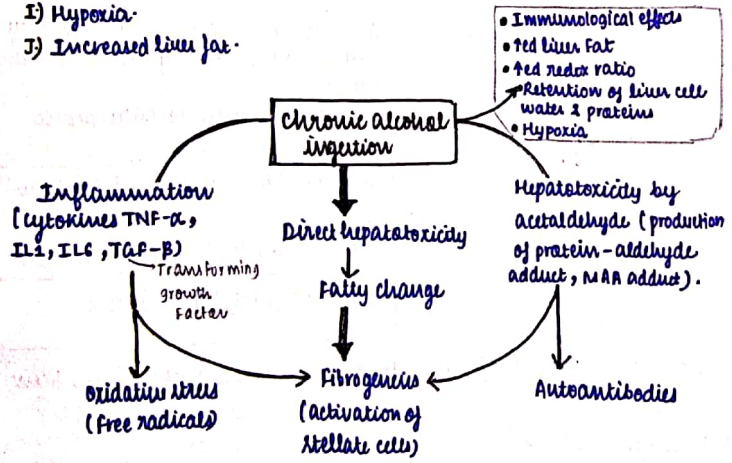 I:) Hypoxia.
J:) Increased liver fat.
• Immunological effects
• ↑ed liver fat
• ↑ed redox ratio
• Retention of liver cell
water & proteins
• Hypoxia
Chronic alcohol
ingestion
Inflammation
(cytokines TNF-α,
IL1, IL6, TGF-β)
Transforming
growth
factor
Direct hepatotoxicity
Fatty change
Hepatotoxicity by
acetaldehyde (production
of protein-aldehyde
adduct, MAA adduct).
Oxidative stress
(free radicals)
Fibrogenesis
(activation of
stellate cells)
Autoantibodies